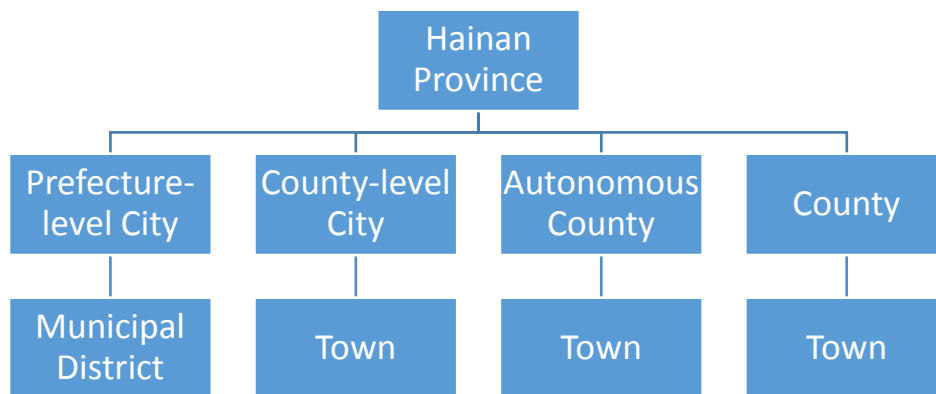 Hainan
Province
Prefecture-
level City
County-level
City
Autonomous
County
County
Municipal
District
Town
Town
Town